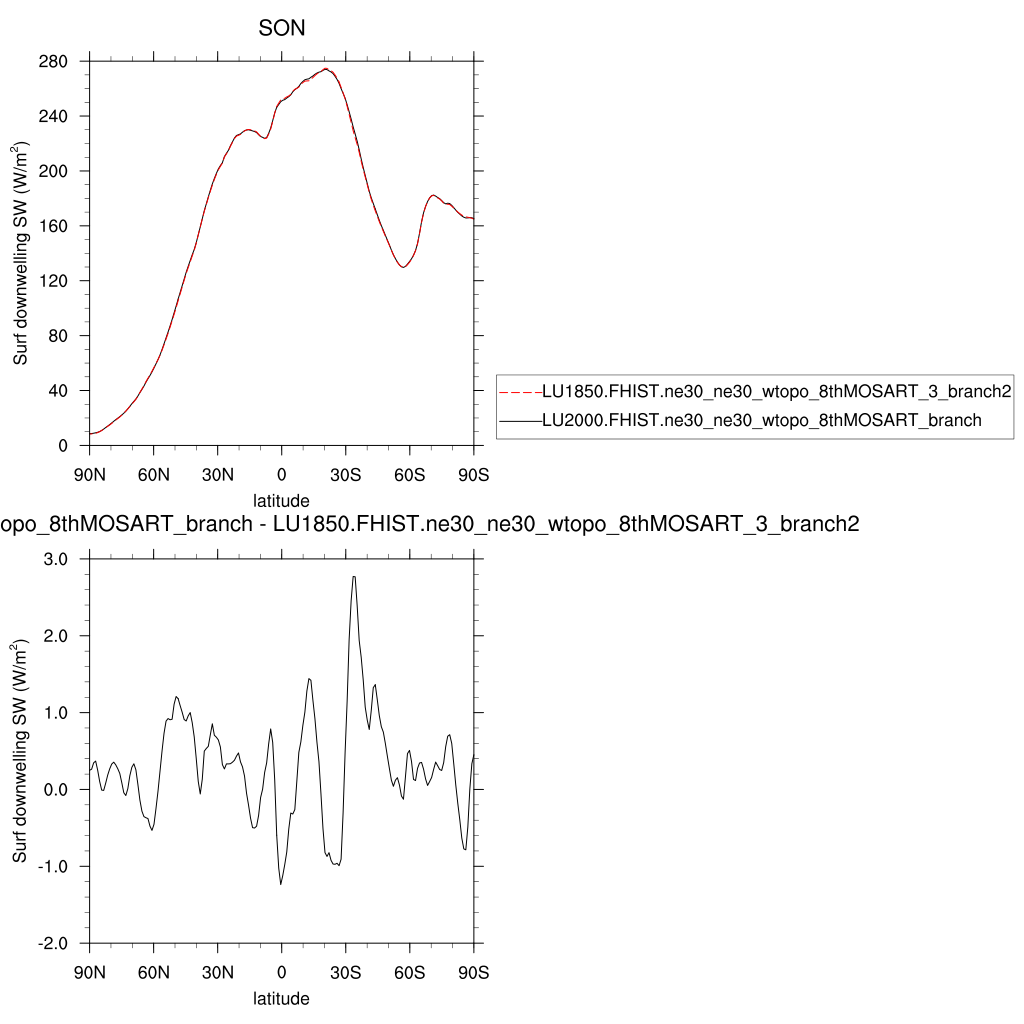 SON
280
240
200
160
120
80
40
0
Surf downwelling SW (W/m²)
90N 60N 30N 0 30S 60S 90S
latitude
LU1850.FHIST.ne30_ne30_wtopo_8thMOSART_3_branch2
LU2000.FHIST.ne30_ne30_wtopo_8thMOSART_branch
opo_8thMOSART_branch - LU1850.FHIST.ne30_ne30_wtopo_8thMOSART_3_branch2
3.0
2.0
1.0
0.0
-1.0
-2.0
Surf downwelling SW (W/m²)
90N 60N 30N 0 30S 60S 90S
latitude